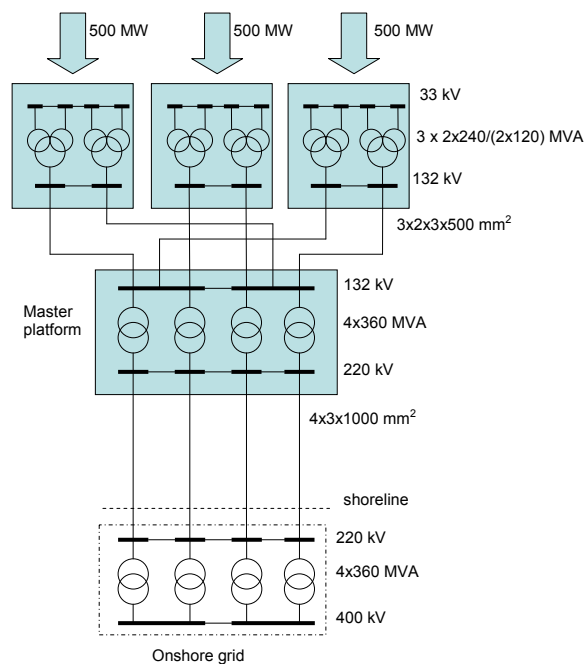 500 MW
500 MW
500 MW
33 kV
3 x 2x240/(2x120) MVA
132 kV
3x2x3x500 mm²
132 kV
Master
platform
4x360 MVA
220 kV
4x3x1000 mm²
shoreline
220 kV
4x360 MVA
400 kV
Onshore grid